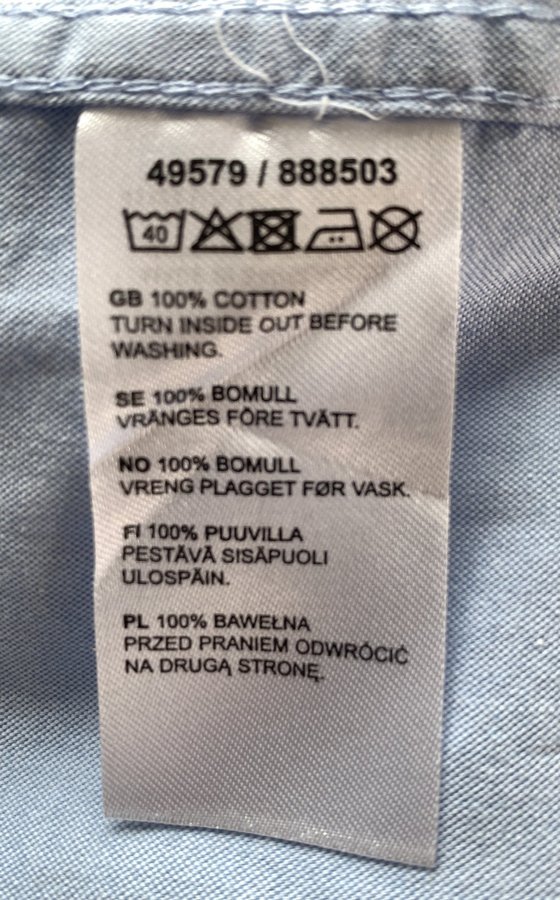 49579 / 888503
40
GB 100% COTTON
TURN INSIDE OUT BEFORE
WASHING.
SE 100% BOMULL
VRÄNGES FÖRE TVÄTT.
NO 100% BOMULL
VRENG PLAGGET FØR VASK.
FI 100% PUUVILLA
PESTÄVÄ SISÄPUOLI
ULOSPÄIN.
PL 100% BAWEŁNA
PRZED PRANIEM ODWRÓCIĆ
NA DRUGĄ STRONĘ.